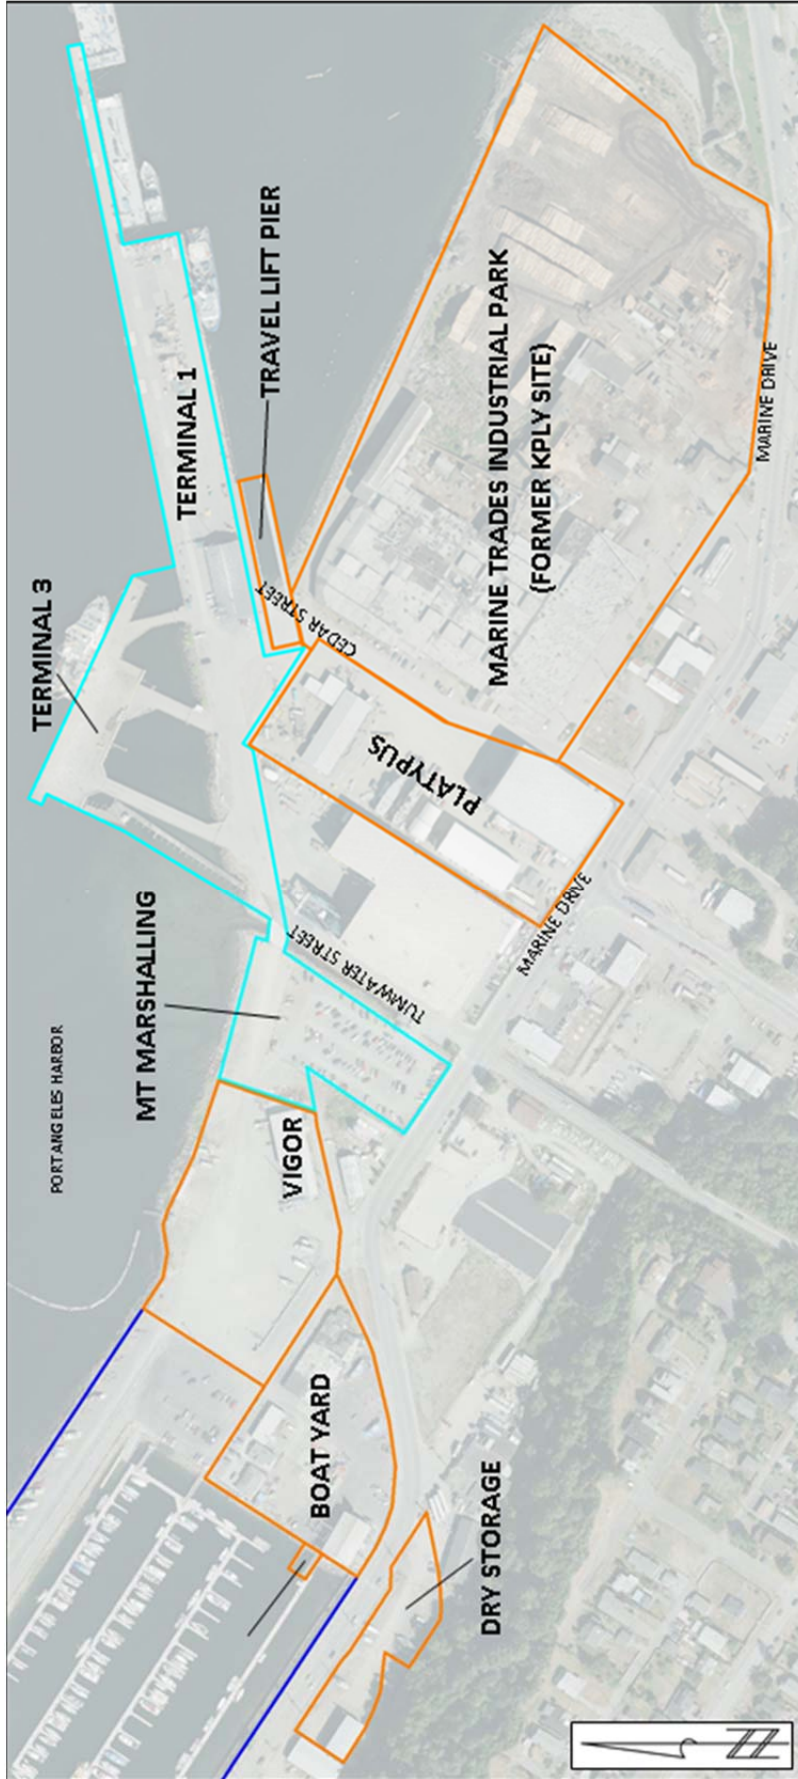 PORT ANGELES HARBOR
TERMINAL 3
TERMINAL 1
TRAVEL LIFT PIER
MT MARSHALLING
CEDAR STREET
PLATYPUS
MARINE TRADES INDUSTRIAL PARK
(FORMER KPLY SITE)
MARINE DRIVE
TUMWATER STREET
MARINE DRIVE
VIGOR
BOAT YARD
DRY STORAGE